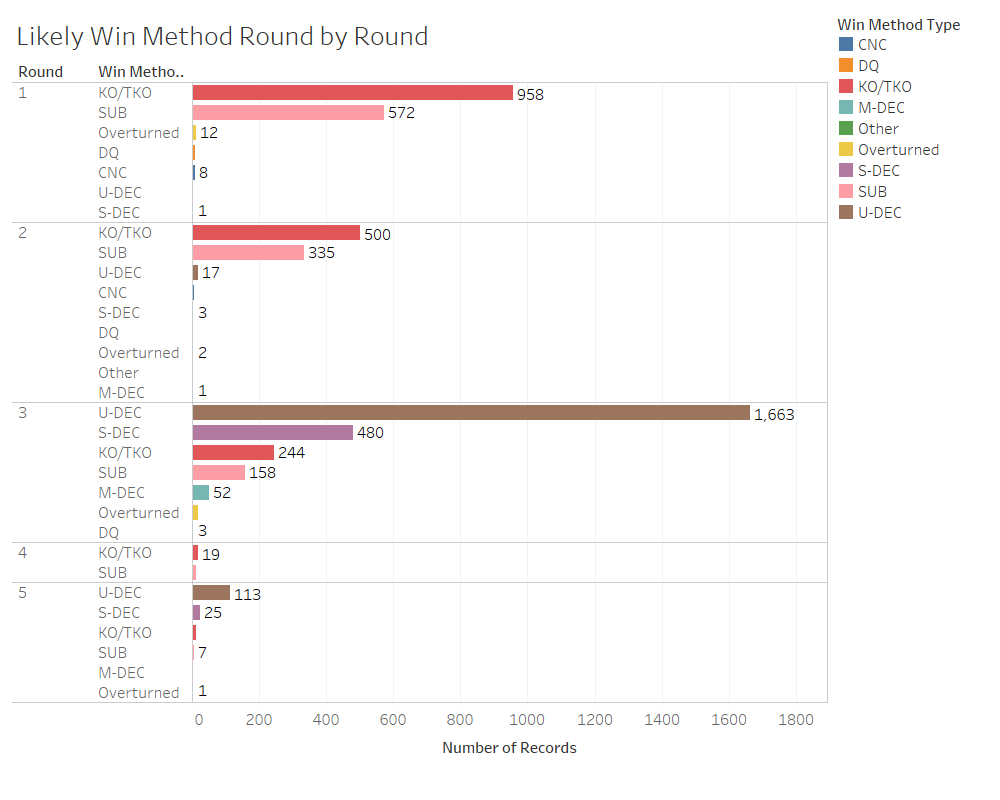 Likely Win Method Round by Round
Round Win Metho..
1 KO/TKO 958
SUB 572
Overturned 12
DQ
CNC 8
U-DEC
S-DEC 1
2 KO/TKO 500
SUB 335
U-DEC 17
CNC
S-DEC 3
DQ
Overturned 2
Other
M-DEC 1
3 U-DEC 1,663
S-DEC 480
KO/TKO 244
SUB 158
M-DEC 52
Overturned
DQ 3
4 KO/TKO 19
SUB
5 U-DEC 113
S-DEC 25
KO/TKO
SUB 7
M-DEC
Overturned 1
0 200 400 600 800 1000 1200 1400 1600 1800
Number of Records
Win Method Type
CNC
DQ
KO/TKO
M-DEC
Other
Overturned
S-DEC
SUB
U-DEC